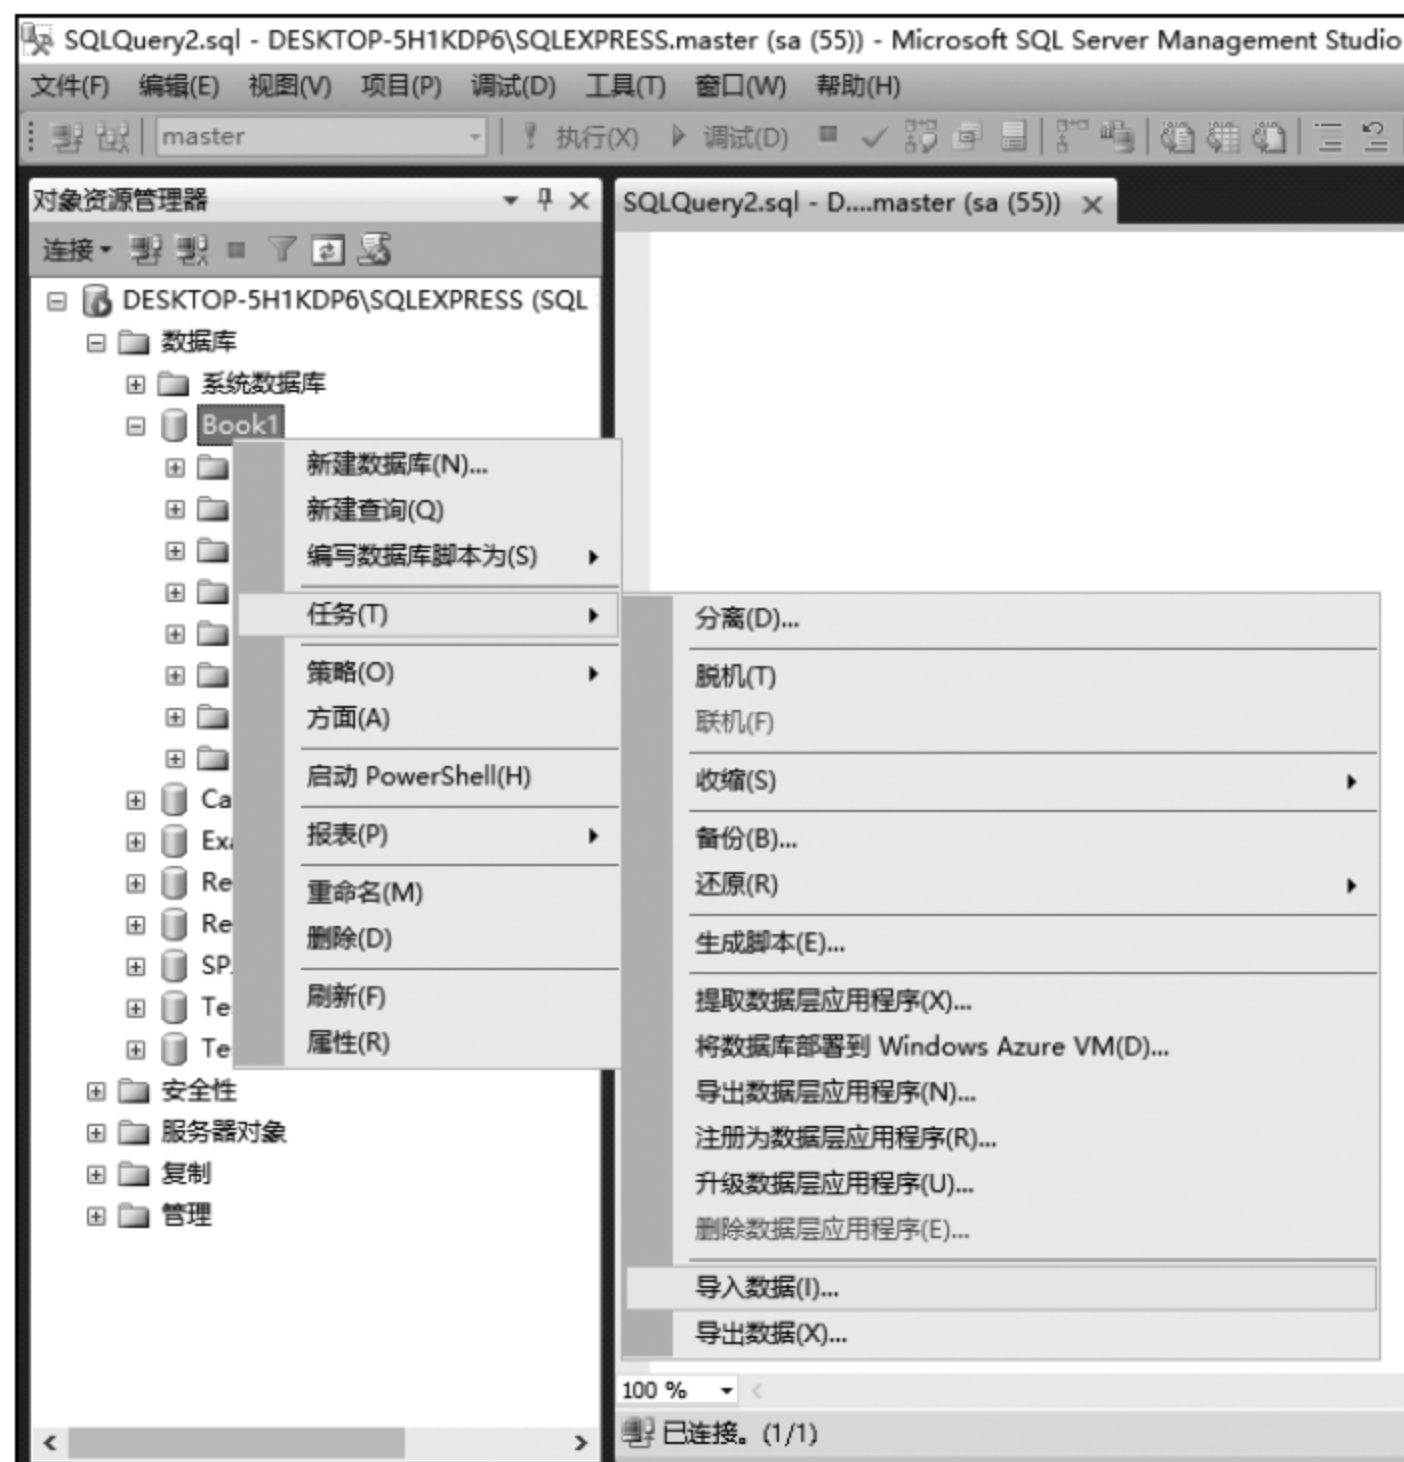 SQLQuery2.sql - DESKTOP-5H1KDP6\SQLEXPRESS.master (sa (55)) - Microsoft SQL Server Management Studio
文件(F) 编辑(E) 视图(V) 项目(P) 调试(D) 工具(T) 窗口(W) 帮助(H)
master 执行(X) 调试(D)
对象资源管理器
连接
DESKTOP-5H1KDP6\SQLEXPRESS (SQL
数据库
系统数据库
Book1
Ca
Exa
Re
Re
SP.
Te
Te
安全性
服务器对象
复制
管理
SQLQuery2.sql - D....master (sa (55))
新建数据库(N)...
新建查询(Q)
编写数据库脚本为(S)
任务(T)
策略(O)
方面(A)
启动 PowerShell(H)
报表(P)
重命名(M)
删除(D)
刷新(F)
属性(R)
分离(D)...
脱机(T)
联机(F)
收缩(S)
备份(B)...
还原(R)
生成脚本(E)...
提取数据层应用程序(X)...
将数据库部署到 Windows Azure VM(D)...
导出数据层应用程序(N)...
注册为数据层应用程序(R)...
升级数据层应用程序(U)...
删除数据层应用程序(E)...
导入数据(I)...
导出数据(X)...
100 %
已连接。(1/1)